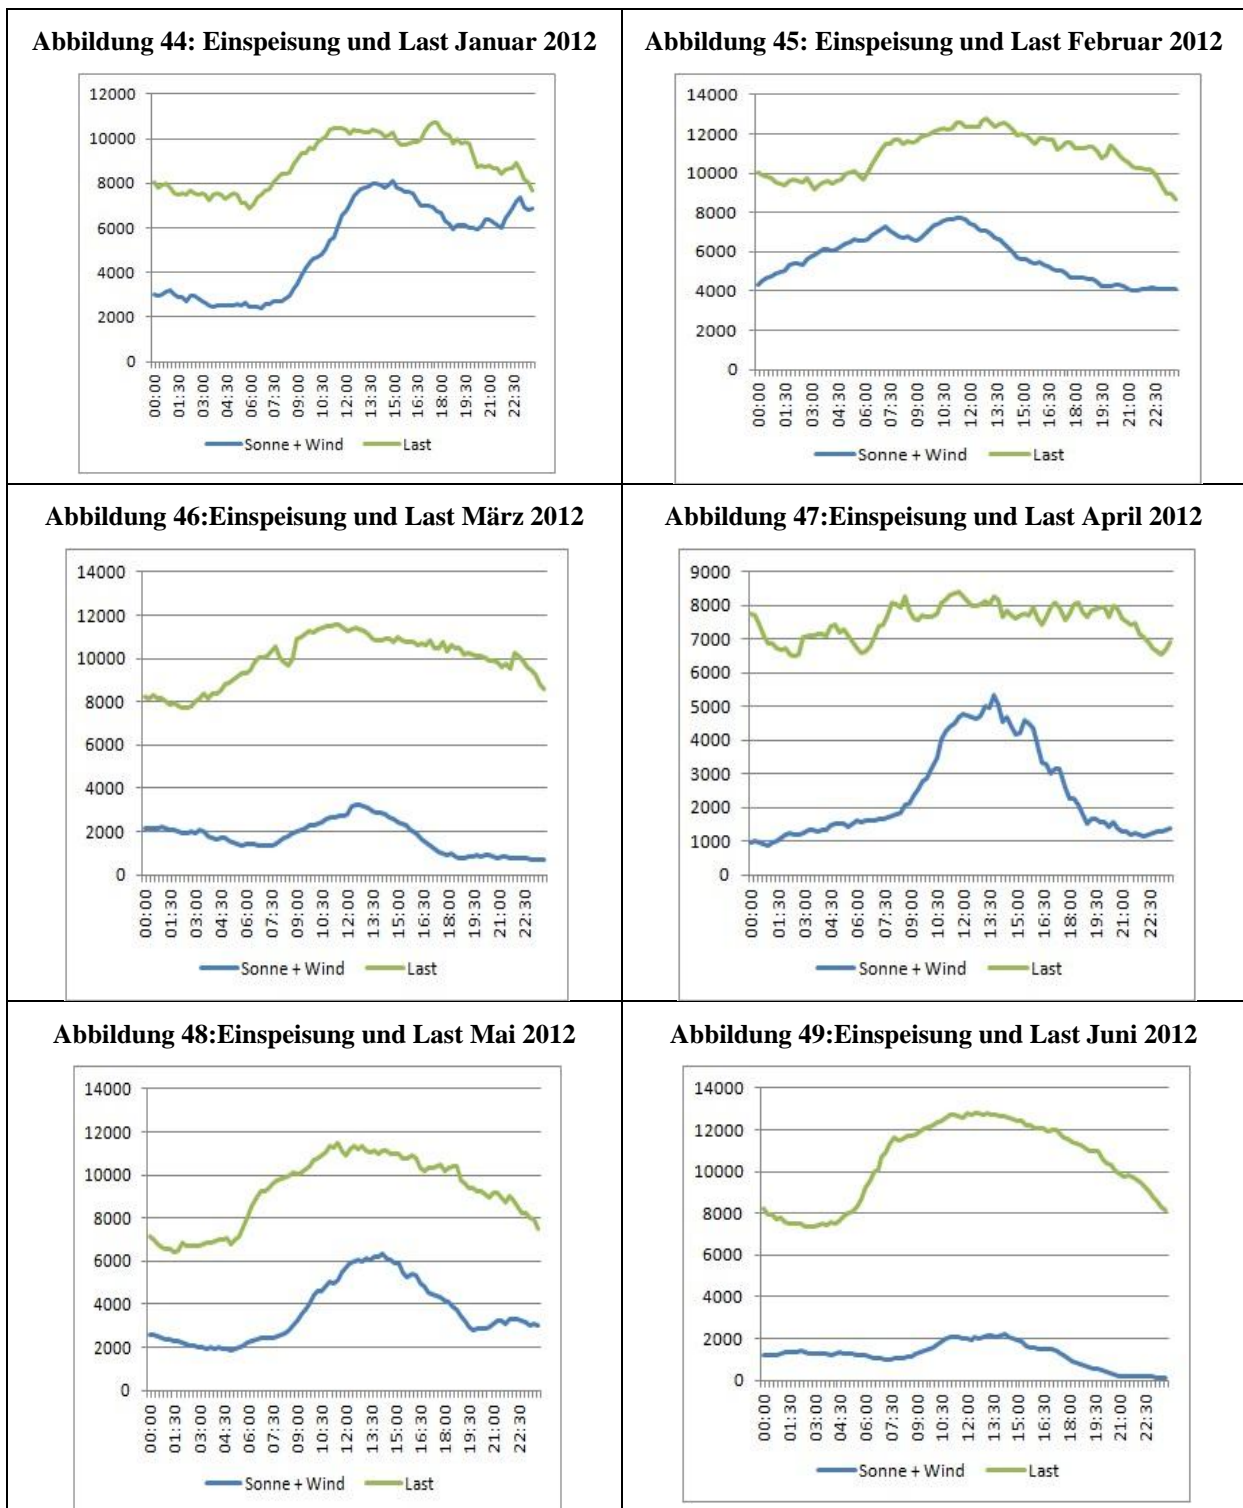 Abbildung 44: Einspeisung und Last Januar 2012
12000
10000
8000
6000
4000
2000
0
00:00 01:30 03:00 04:30 06:00 07:30 09:00 10:30 12:00 13:30 15:00 16:30 18:00 19:30 21:00 22:30
Sonne + Wind Last
Abbildung 45: Einspeisung und Last Februar 2012
14000
12000
10000
8000
6000
4000
2000
0
00:00 01:30 03:00 04:30 06:00 07:30 09:00 10:30 12:00 13:30 15:00 16:30 18:00 19:30 21:00 22:30
Sonne + Wind Last
Abbildung 46:Einspeisung und Last März 2012
14000
12000
10000
8000
6000
4000
2000
0
00:00 01:30 03:00 04:30 06:00 07:30 09:00 10:30 12:00 13:30 15:00 16:30 18:00 19:30 21:00 22:30
Sonne + Wind Last
Abbildung 47:Einspeisung und Last April 2012
9000
8000
7000
6000
5000
4000
3000
2000
1000
0
00:00 01:30 03:00 04:30 06:00 07:30 09:00 10:30 12:00 13:30 15:00 16:30 18:00 19:30 21:00 22:30
Sonne + Wind Last
Abbildung 48:Einspeisung und Last Mai 2012
14000
12000
10000
8000
6000
4000
2000
0
00:00 01:30 03:00 04:30 06:00 07:30 09:00 10:30 12:00 13:30 15:00 16:30 18:00 19:30 21:00 22:30
Sonne + Wind Last
Abbildung 49:Einspeisung und Last Juni 2012
14000
12000
10000
8000
6000
4000
2000
0
00:00 01:30 03:00 04:30 06:00 07:30 09:00 10:30 12:00 13:30 15:00 16:30 18:00 19:30 21:00 22:30
Sonne + Wind Last